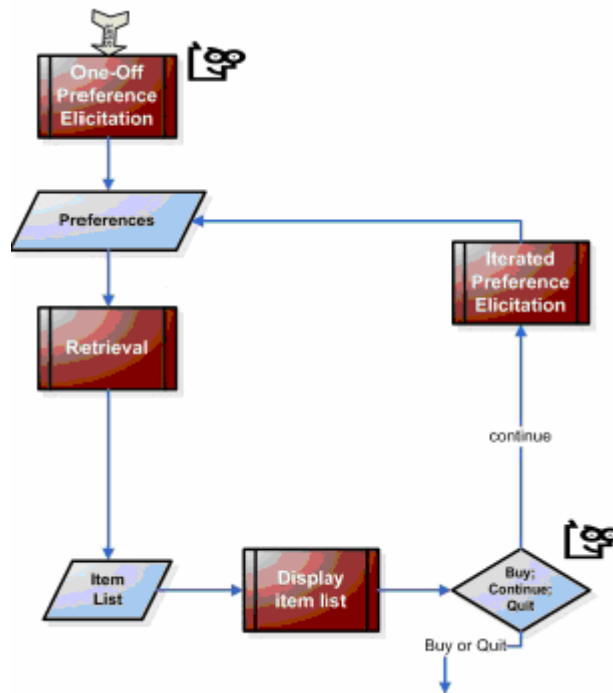 Start
One-Off
Preference
Elicitation
Preferences
Iterated
Preference
Elicitation
Retrieval
continue
Item
List
Display
item list
Buy;
Continue;
Quit
Buy or Quit